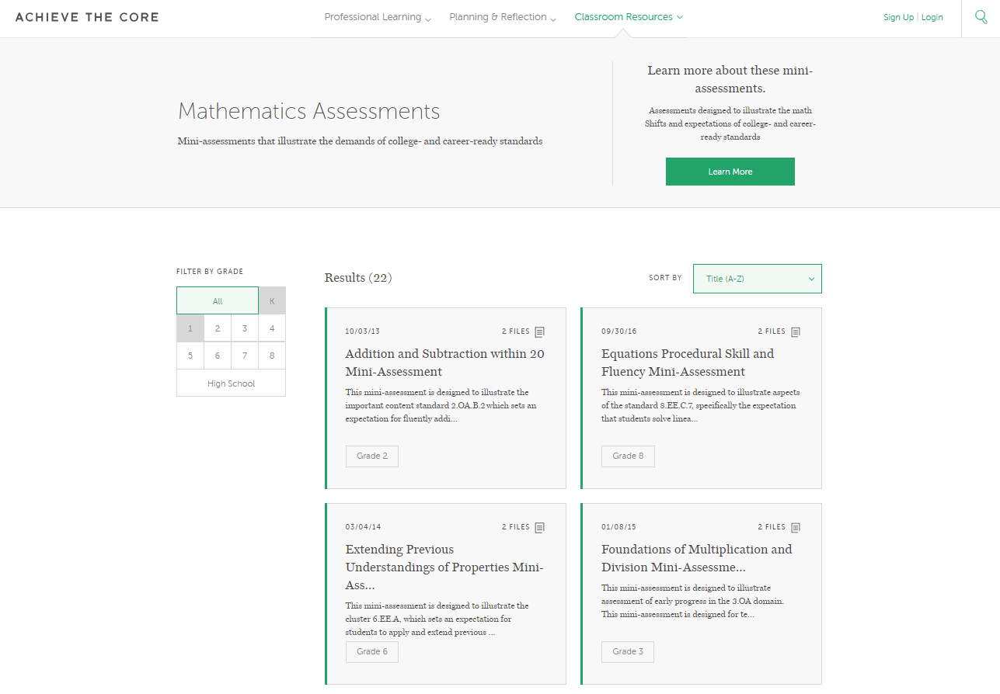 ACHIEVE THE CORE
Professional Learning
Planning & Reflection
Classroom Resources
Sign Up | Login
Mathematics Assessments
Mini-assessments that illustrate the demands of college- and career-ready standards
Learn more about these mini-
assessments.
Assessments designed to illustrate the math
Shifts and expectations of college- and career-
ready standards
Learn More
FILTER BY GRADE
All K
1 2 3 4
5 6 7 8
High School
Results (22)
SORT BY
Title (A-Z)
10/03/13
2 FILES
Addition and Subtraction within 20
Mini-Assessment
This mini-assessment is designed to illustrate the
important content standard 2.OA.B.2 which sets an
expectation for fluently addi...
Grade 2
09/30/16
2 FILES
Equations Procedural Skill and
Fluency Mini-Assessment
This mini-assessment is designed to illustrate aspects
of the standard 8.EE.C.7, specifically the expectation
that students solve linea...
Grade 8
03/04/14
2 FILES
Extending Previous
Understandings of Properties Mini-
Ass...
This mini-assessment is designed to illustrate the
cluster 6.EE.A, which sets an expectation for
students to apply and extend previous ...
Grade 6
01/08/15
2 FILES
Foundations of Multiplication and
Division Mini-Assessme...
This mini-assessment is designed to illustrate
assessment of early progress in the 3.OA domain.
This mini-assessment is designed for te...
Grade 3